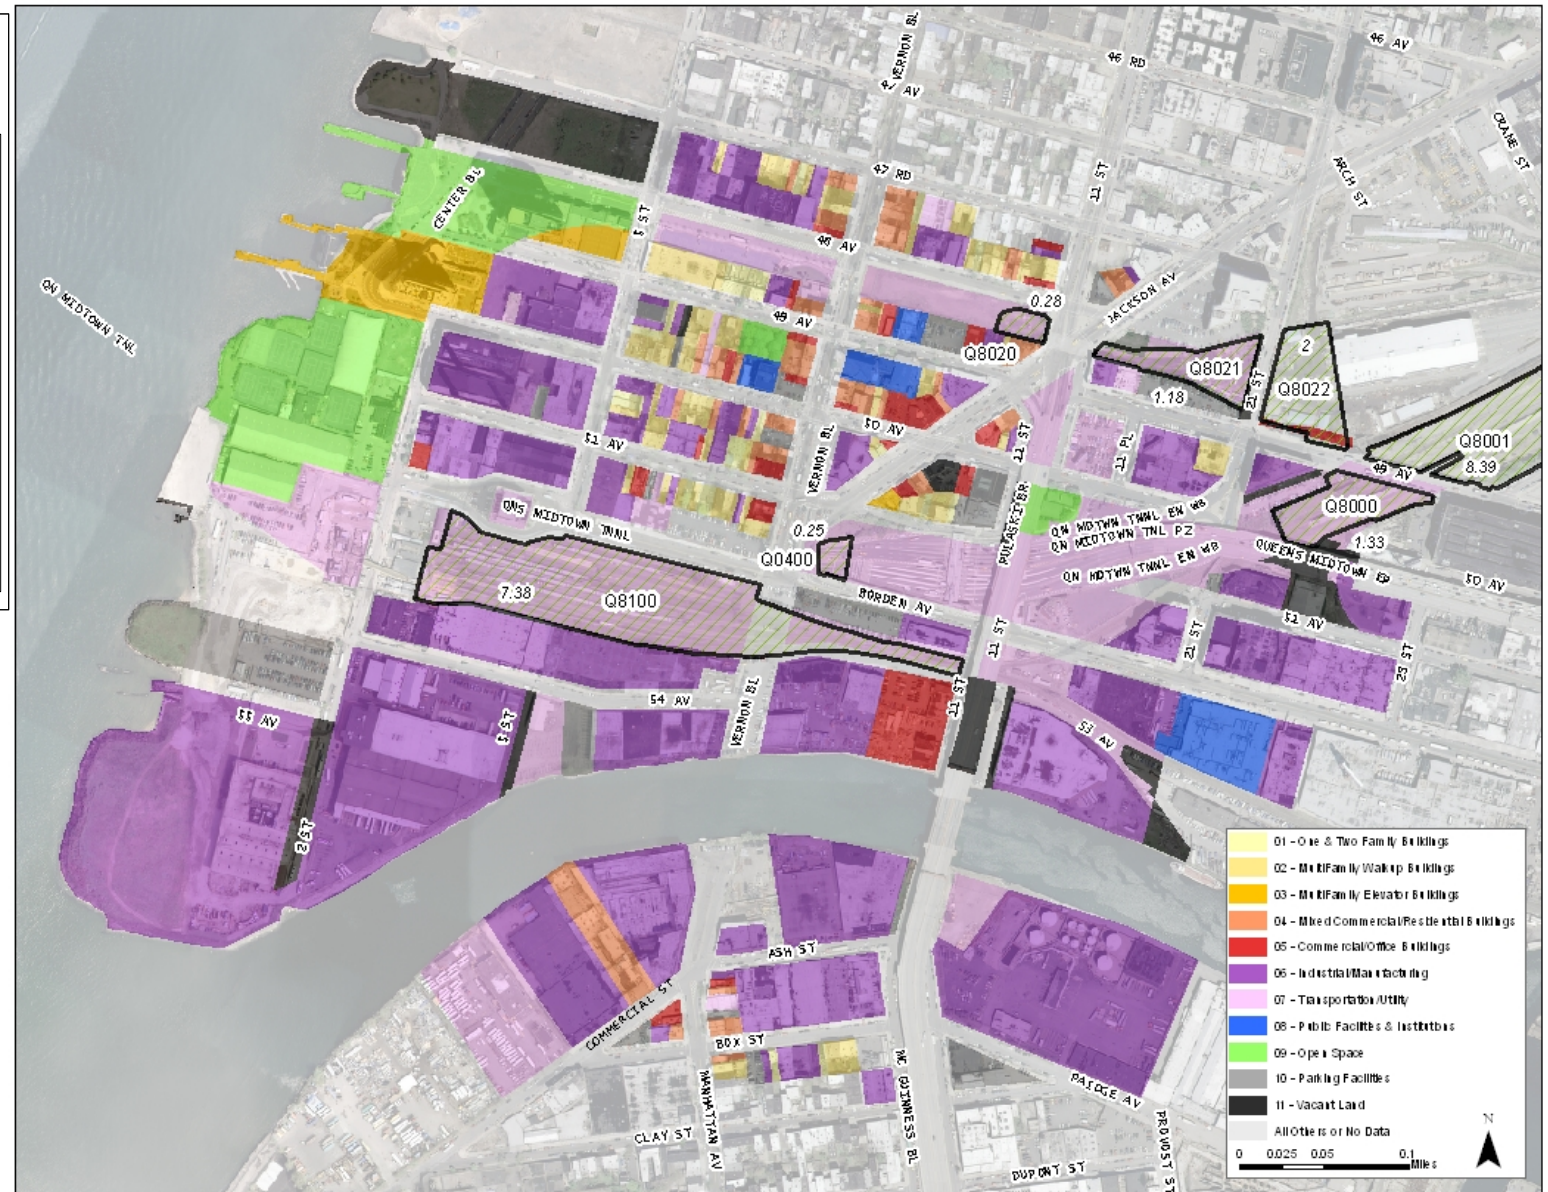 VERNON BL
46 AV
46 RD
47 AV
CRANE ST
47 RD
11 ST
ARCH ST
CENTER BL
5 ST
48 AV
QN MIDTOWN TNL
JACKSON AV
0.28
49 AV
Q8020
2
Q8021
Q8022
21 ST
1.18
50 AV
51 AV
11 ST
11 PL
VERNON BL
Q8001
8.39
49 AV
QNS MIDTOWN TNNL
0.25
Q0400
PULASKI BR
QN MDTWN TNNL EN WB
QN MIDTOWN TNL PZ
QN MDTWN TNNL EN WB
Q8000
1.33
QUEENS MIDTOWN EP
50 AV
7.38
Q8100
BORDEN AV
51 AV
11 ST
21 ST
23 ST
54 AV
55 AV
5 ST
VERNON BL
11 ST
53 AV
2 ST
ASH ST
COMMERCIAL ST
BOX ST
MANHATTAN AV
MC GUINNESS BL
PAIDGE AV
PROVOST ST
CLAY ST
DUPONT ST
01 - One & Two Family Buildings
02 - MultiFamily Walkup Buildings
03 - MultiFamily Elevator Buildings
04 - Mixed Commercial/Residential Buildings
05 - Commercial/Office Buildings
06 - Industrial/Manufacturing
07 - Transportation/Utility
08 - Public Facilities & Institutions
09 - Open Space
10 - Parking Facilities
11 - Vacant Land
All Others or No Data
N
0 0.025 0.05 0.1 Miles